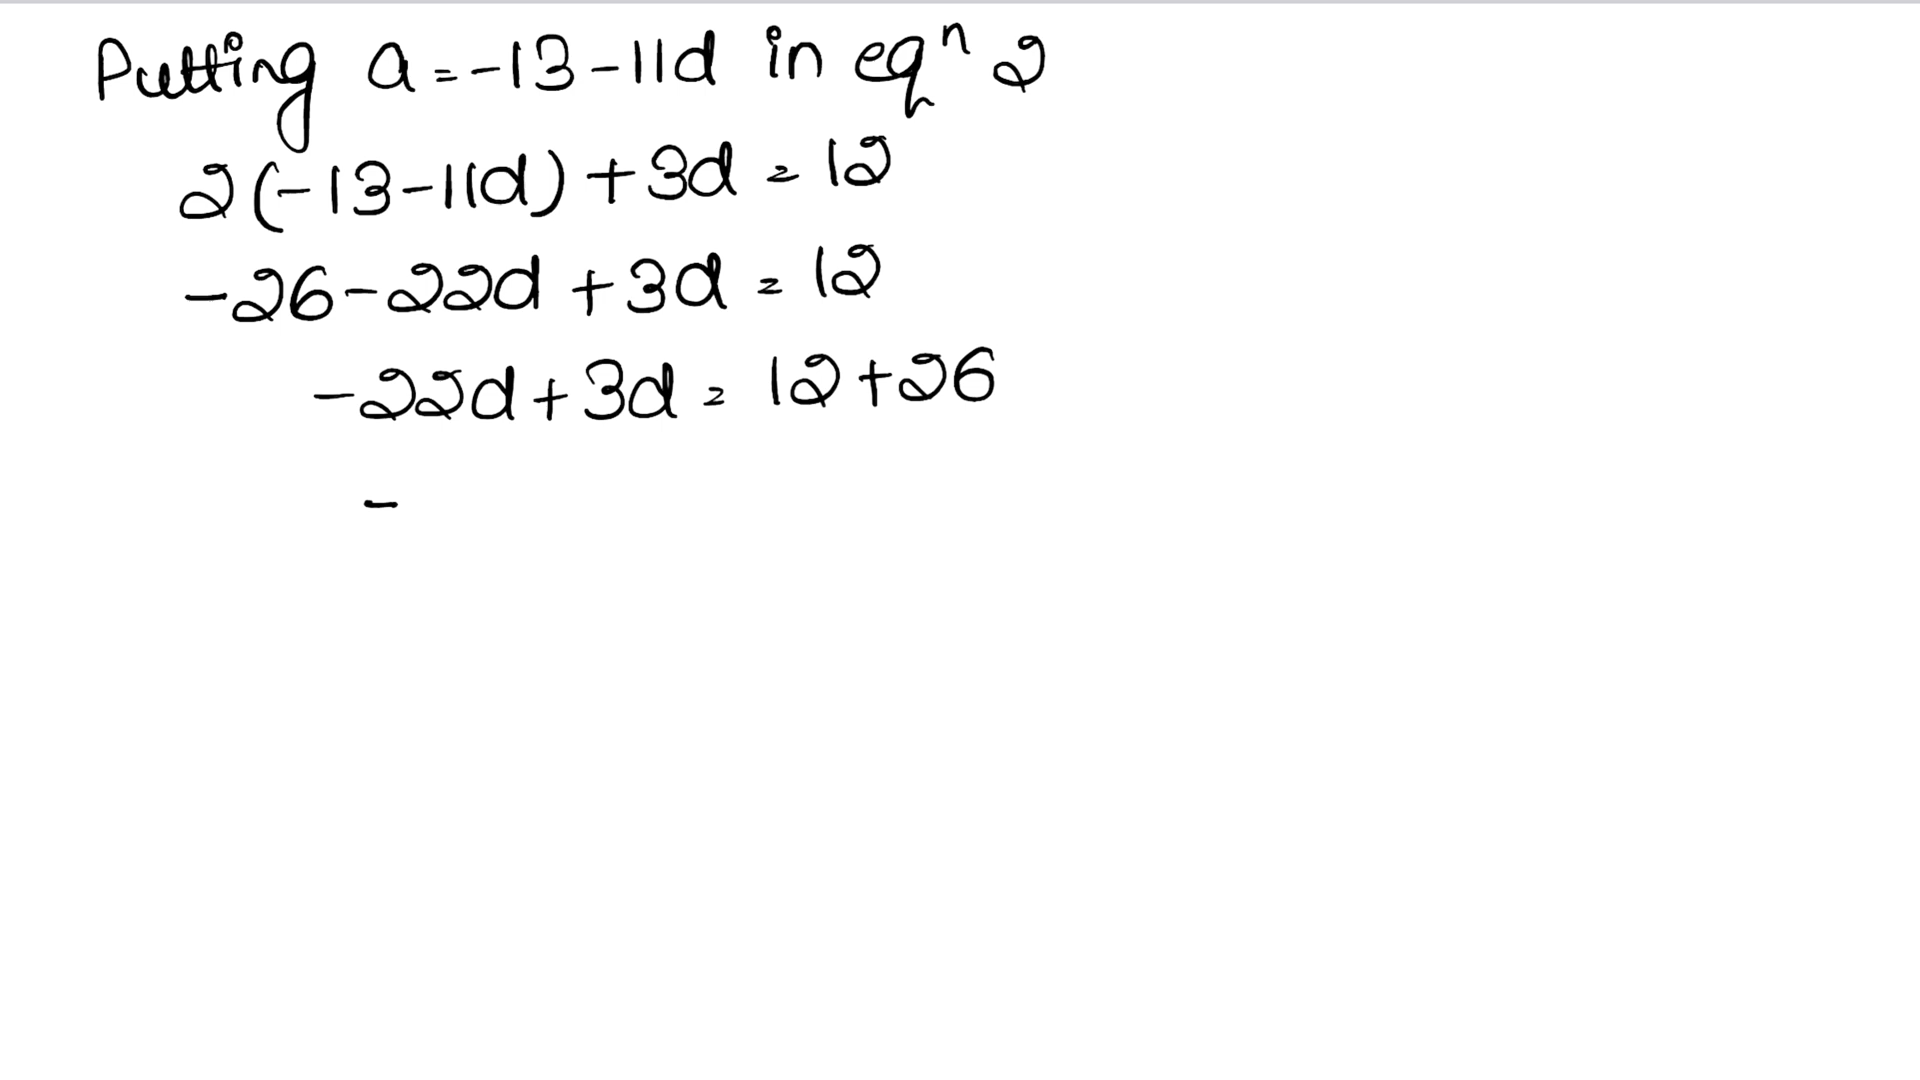 Putting a = -13 - 11d in eqⁿ 2
2(-13 - 11d) + 3d = 12
-26 - 22d + 3d = 12
-22d + 3d = 12 + 26
-